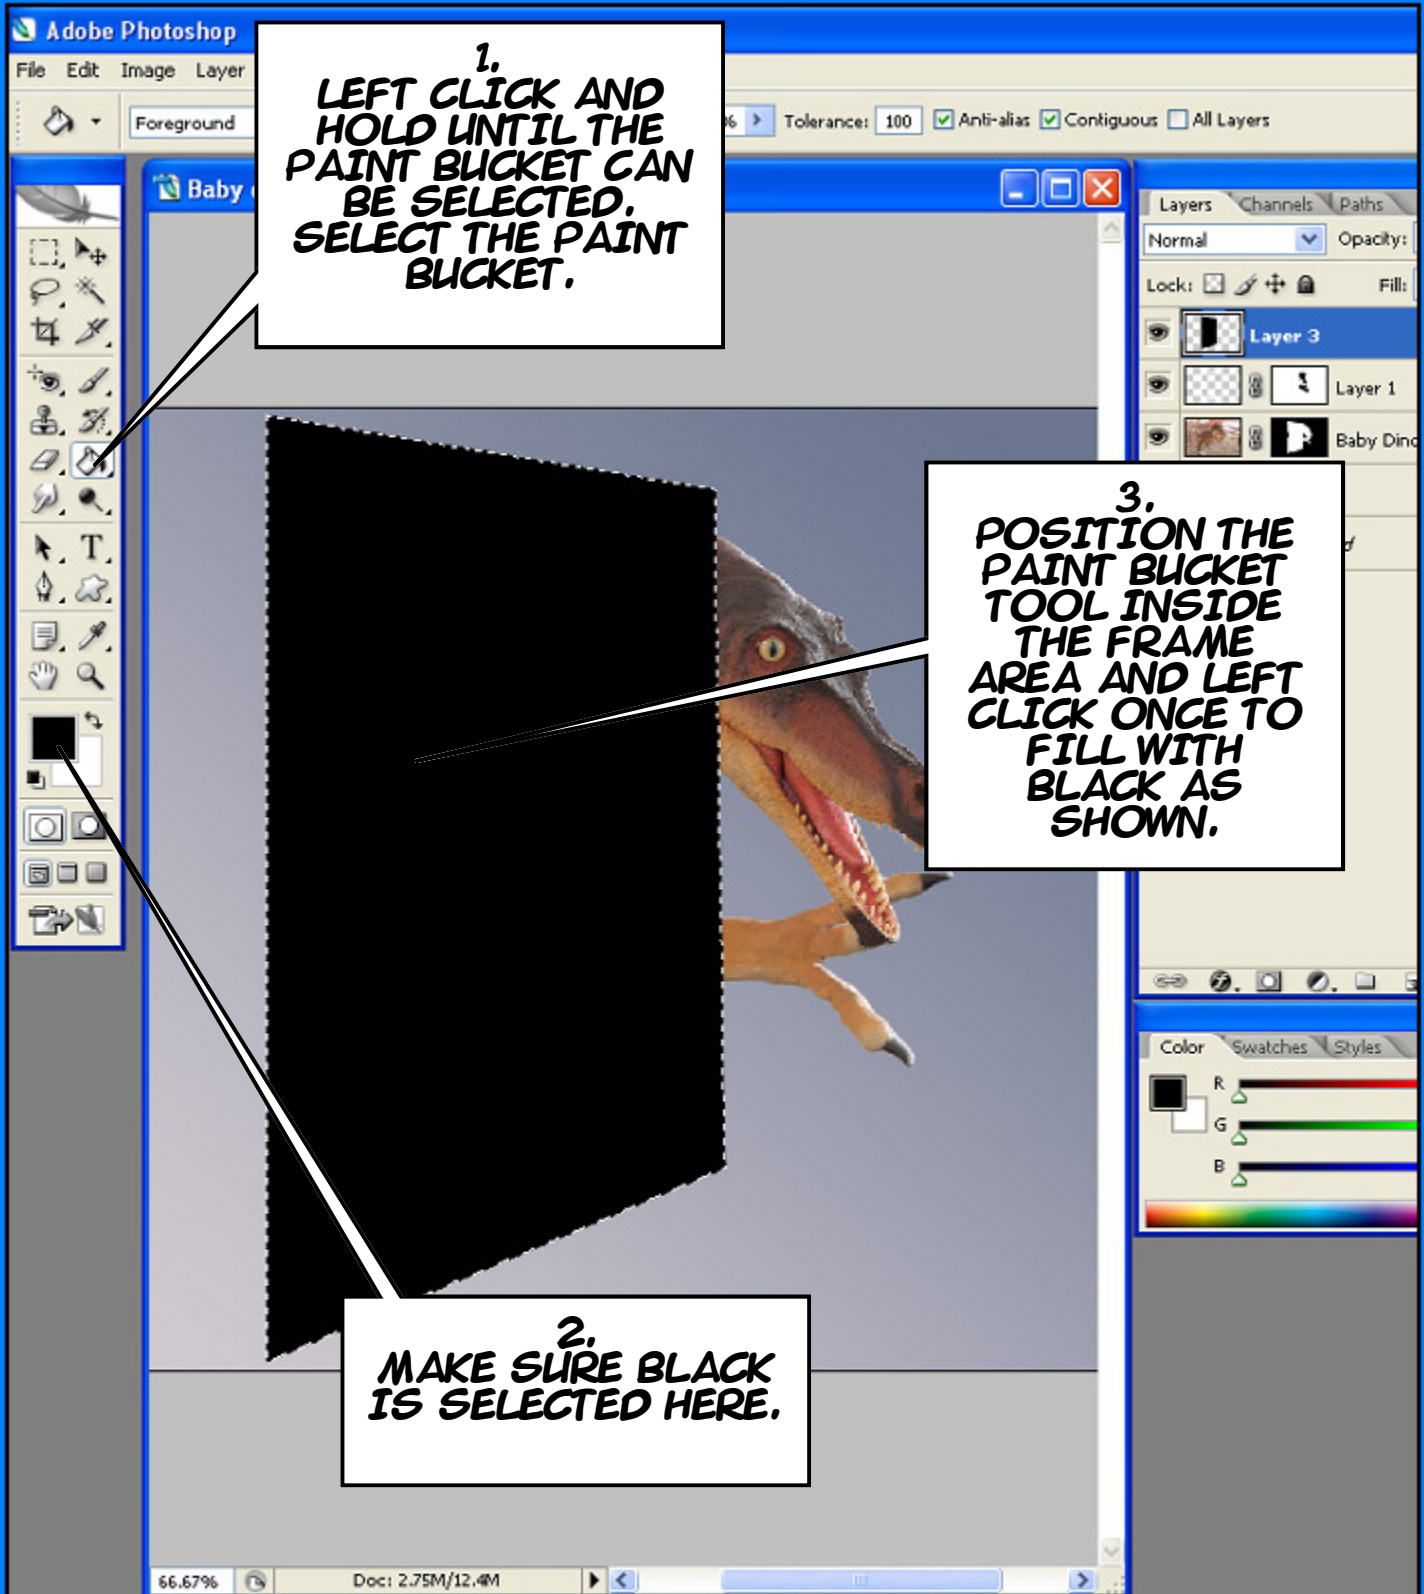 Adobe Photoshop
File Edit Image Layer
Foreground
% Tolerance: 100 Anti-alias Contiguous All Layers
1.
LEFT CLICK AND
HOLD UNTIL THE
PAINT BUCKET CAN
BE SELECTED.
SELECT THE PAINT
BUCKET.
Baby
Layers Channels Paths
Normal Opacity:
Lock: Fill:
Layer 3
Layer 1
Baby Dino
3.
POSITION THE
PAINT BUCKET
TOOL INSIDE
THE FRAME
AREA AND LEFT
CLICK ONCE TO
FILL WITH
BLACK AS
SHOWN.
T
Color Swatches Styles
R
G
B
2.
MAKE SURE BLACK
IS SELECTED HERE.
66.67% Doc: 2.75M/12.4M